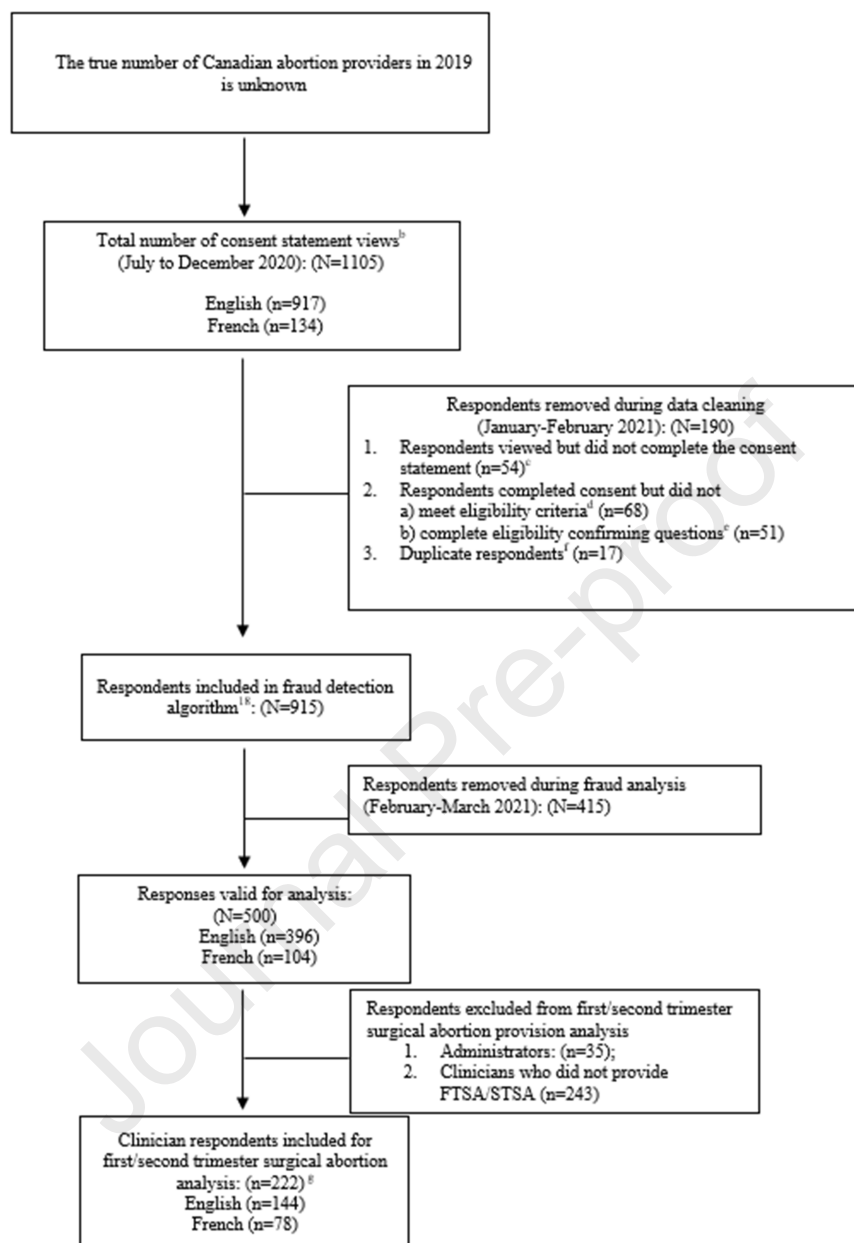 The true number of Canadian abortion providers in 2019
is unknown
Total number of consent statement views^b
(July to December 2020): (N=1105)
English (n=917)
French (n=134)
Respondents removed during data cleaning
(January-February 2021): (N=190)
1. Respondents viewed but did not complete the consent
statement (n=54)^c
2. Respondents completed consent but did not
a) meet eligibility criteria^d (n=68)
b) complete eligibility confirming questions^e (n=51)
3. Duplicate respondents^f (n=17)
Respondents included in fraud detection
algorithm^18: (N=915)
Respondents removed during fraud analysis
(February-March 2021): (N=415)
Responses valid for analysis:
(N=500)
English (n=396)
French (n=104)
Respondents excluded from first/second trimester
surgical abortion provision analysis
1. Administrators: (n=35);
2. Clinicians who did not provide
FTSA/STSA (n=243)
Clinician respondents included for
first/second trimester surgical abortion
analysis: (n=222) ^g
English (n=144)
French (n=78)
Journal Pre-proof